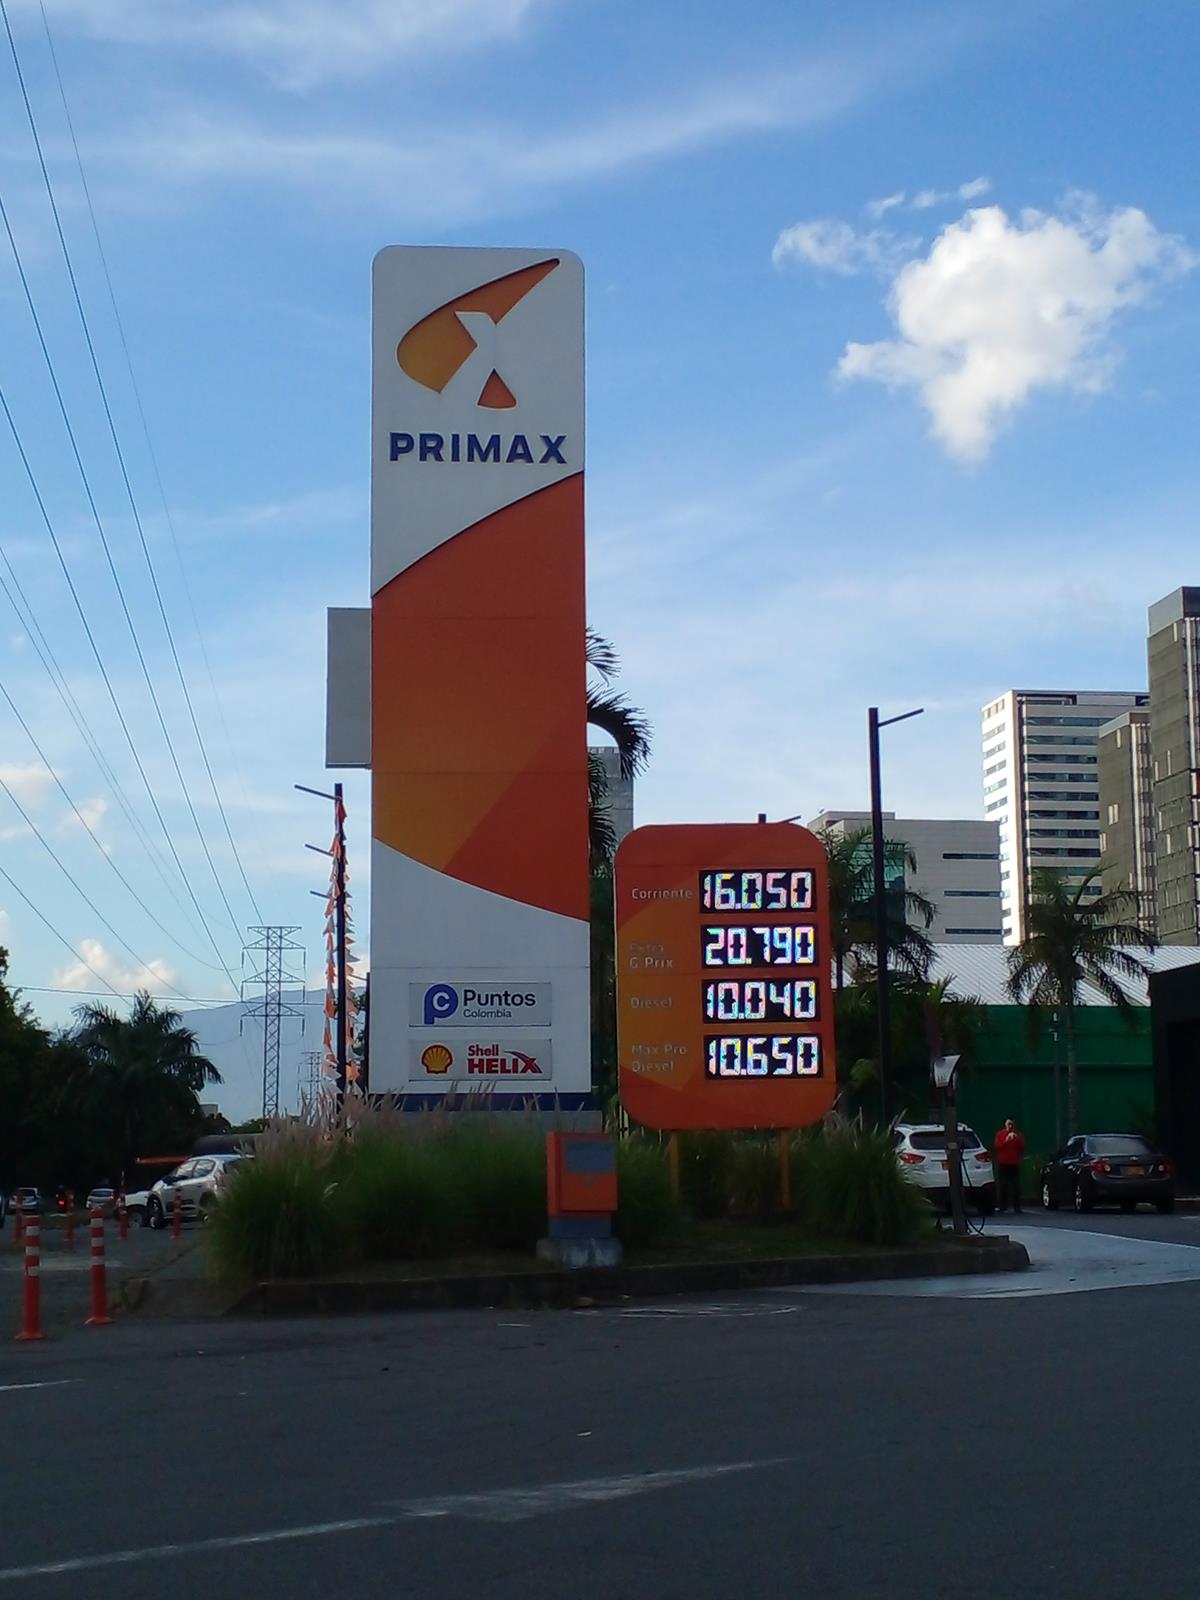 PRIMAX
Puntos
Colombia
Shell
HELIX
Corriente 16.050
Extra
G Prix 20.790
Diesel 10.040
Max Pro
Diesel 10.650